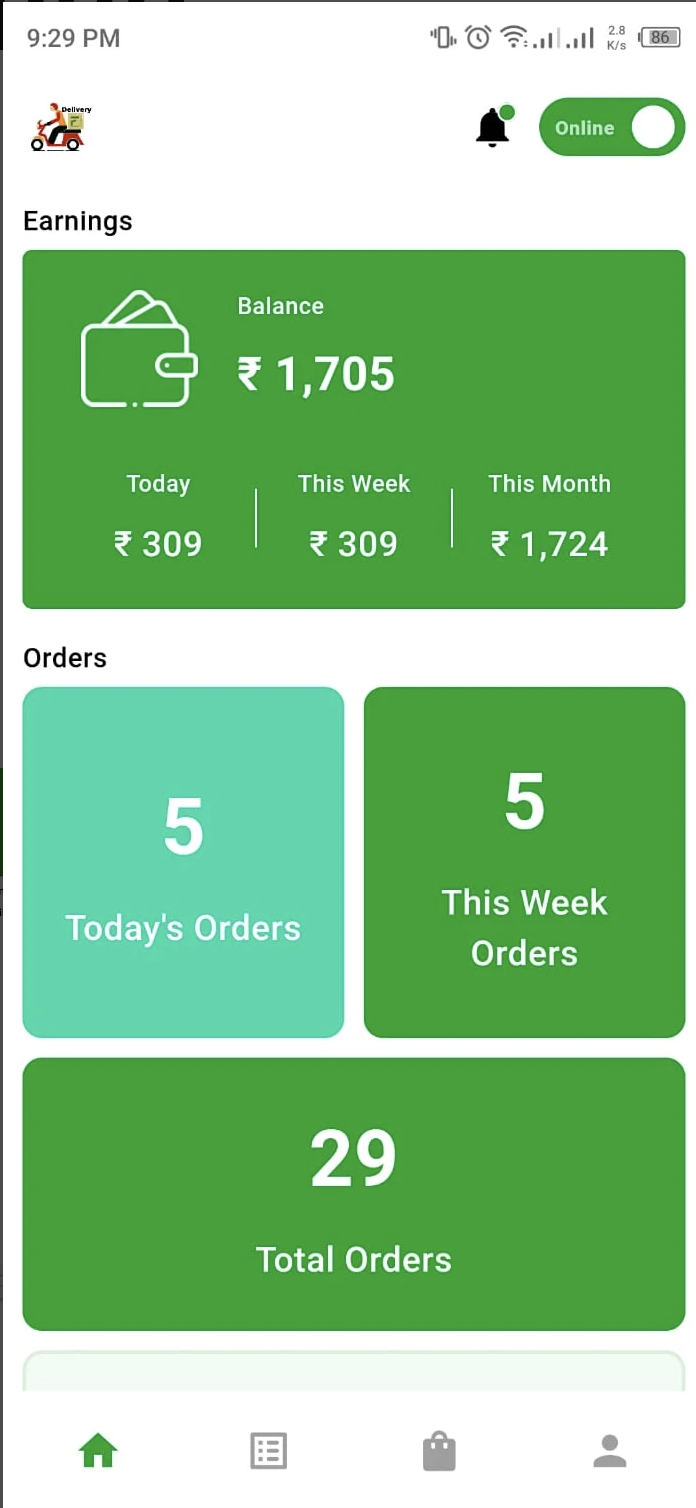 9:29 PM
2.8
K/s
86
Delivery
Online
Earnings
Balance
₹ 1,705
Today
This Week
This Month
₹ 309
₹ 309
₹ 1,724
Orders
5
Today's Orders
5
This Week
Orders
29
Total Orders